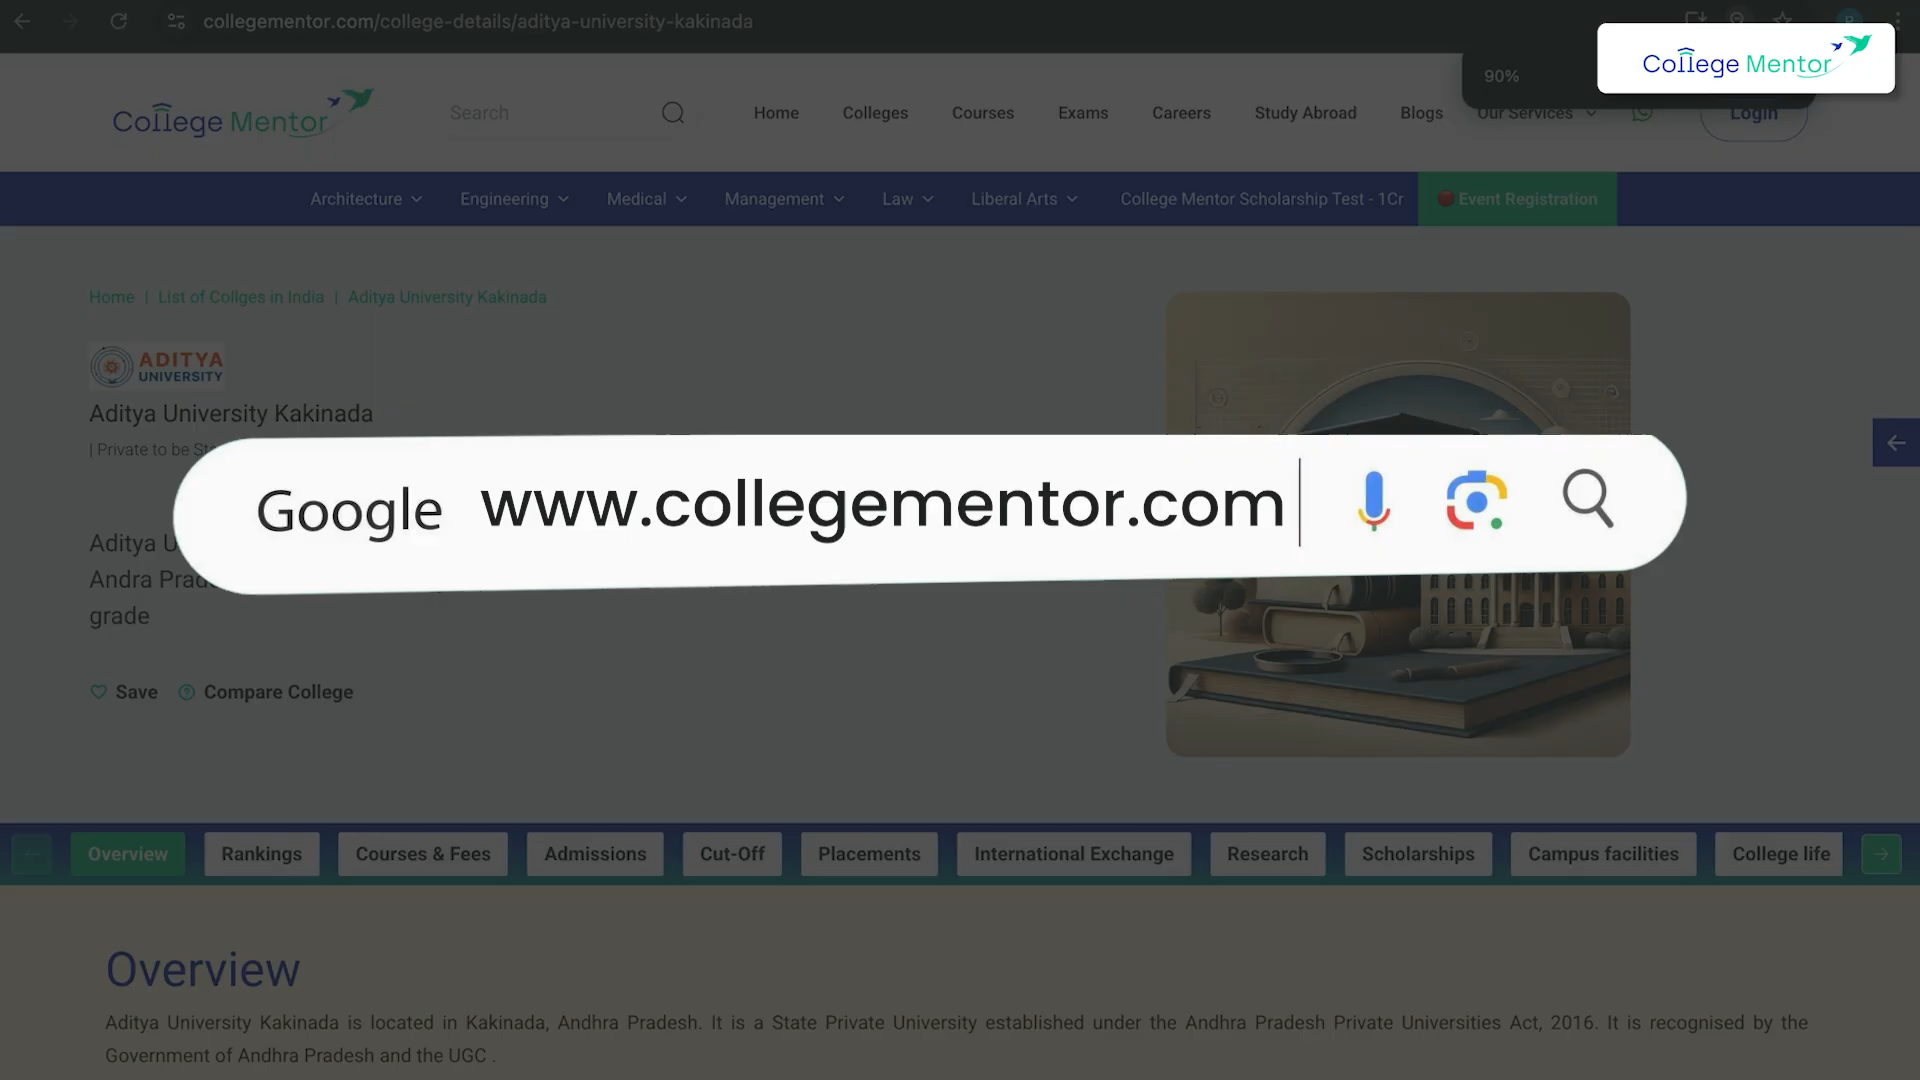 collegementor.com/college-details/aditya-university-kakinada
College Mentor
90%
College Mentor
Search
Home Colleges Courses Exams Careers Study Abroad Blogs Our Services Login
Architecture Engineering Medical Management Law Liberal Arts College Mentor Scholarship Test - 1Cr Event Registration
Home | List of Collges in India | Aditya University Kakinada
ADITYA
UNIVERSITY
Aditya University Kakinada
| Private to be
Google www.collegementor.com
Aditya
Andra
grade
Save Compare College
Overview Rankings Courses & Fees Admissions Cut-Off Placements International Exchange Research Scholarships Campus facilities College life
Overview
Aditya University Kakinada is located in Kakinada, Andhra Pradesh. It is a State Private University established under the Andhra Pradesh Private Universities Act, 2016. It is recognised by the
Government of Andhra Pradesh and the UGC .